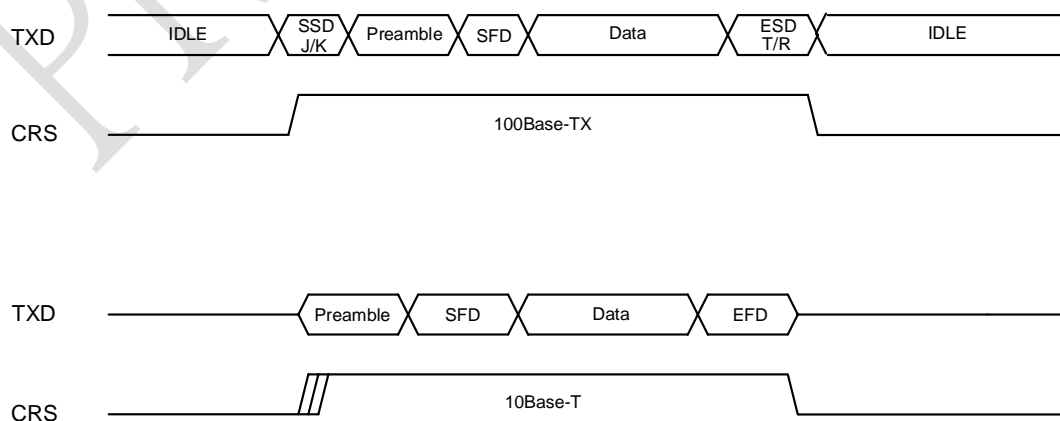 TXD IDLE SSD J/K Preamble SFD Data ESD T/R IDLE
CRS 100Base-TX
TXD Preamble SFD Data EFD
CRS 10Base-T